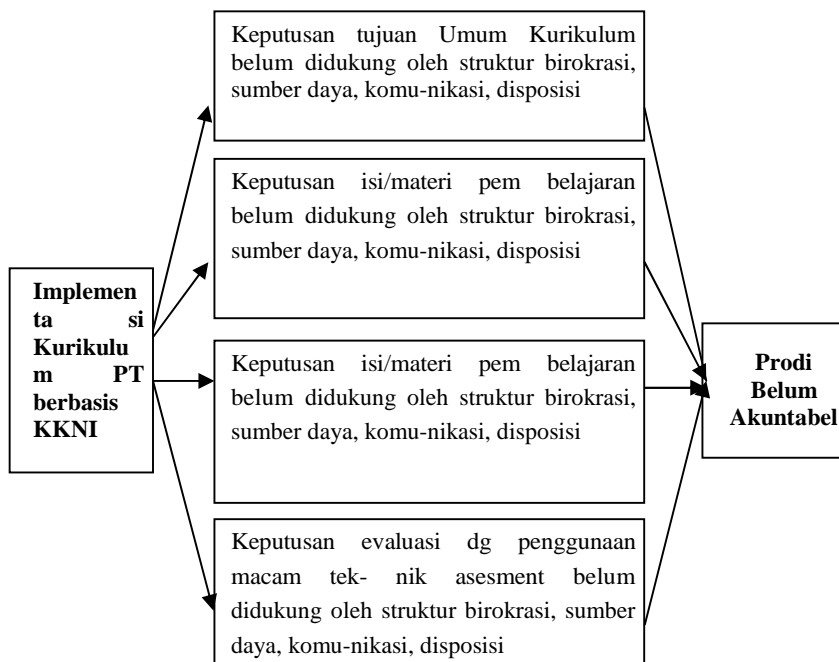 Keputusan tujuan Umum Kurikulum
belum didukung oleh struktur birokrasi,
sumber daya, komu-nikasi, disposisi
Keputusan isi/materi pem belajaran
belum didukung oleh struktur birokrasi,
sumber daya, komu-nikasi, disposisi
Implemen
ta si
Kurikulu
m PT
berbasis
KKNI
Keputusan isi/materi pem belajaran
belum didukung oleh struktur birokrasi,
sumber daya, komu-nikasi, disposisi
Prodi
Belum
Akuntabel
Keputusan evaluasi dg penggunaan
macam tek- nik asesment belum
didukung oleh struktur birokrasi, sumber
daya, komu-nikasi, disposisi